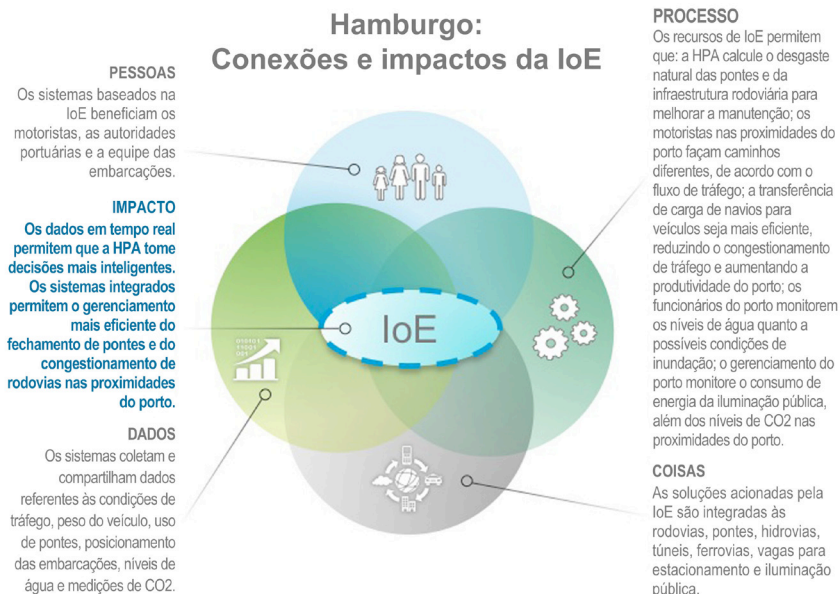 Hamburgo:
Conexões e impactos da IoE
PESSOAS
Os sistemas baseados na
IoE beneficiam os
motoristas, as autoridades
portuárias e a equipe das
embarcações.
IMPACTO
Os dados em tempo real
permitem que a HPA tome
decisões mais inteligentes.
Os sistemas integrados
permitem o gerenciamento
mais eficiente do
fechamento de pontes e do
congestionamento de
rodovias nas proximidades
do porto.
DADOS
Os sistemas coletam e
compartilham dados
referentes às condições de
tráfego, peso do veículo, uso
de pontes, posicionamento
das embarcações, níveis de
água e medições de CO2.
010401
11001
001
IoE
PROCESSO
Os recursos de IoE permitem
que: a HPA calcule o desgaste
natural das pontes e da
infraestrutura rodoviária para
melhorar a manutenção; os
motoristas nas proximidades do
porto façam caminhos
diferentes, de acordo com o
fluxo de tráfego; a transferência
de carga de navios para
veículos seja mais eficiente,
reduzindo o congestionamento
de tráfego e aumentando a
produtividade do porto; os
funcionários do porto monitorem
os níveis de água quanto a
possíveis condições de
inundação; o gerenciamento do
porto monitore o consumo de
energia da iluminação pública,
além dos níveis de CO2 nas
proximidades do porto.
COISAS
As soluções acionadas pela
IoE são integradas às
rodovias, pontes, hidrovias,
túneis, ferrovias, vagas para
estacionamento e iluminação
pública.